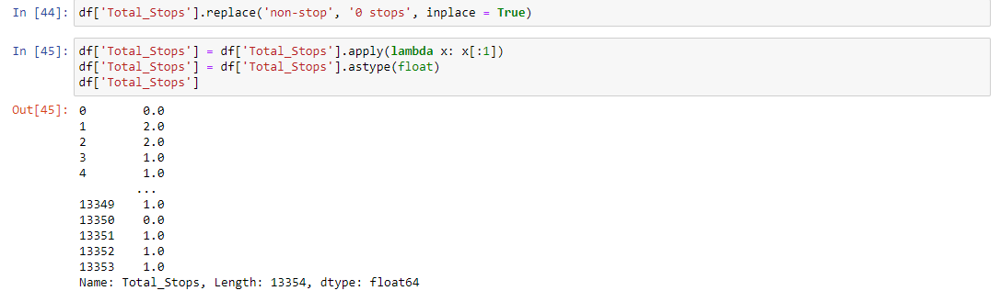 In [44]: df['Total_Stops'].replace('non-stop', '0 stops', inplace = True)
In [45]: df['Total_Stops'] = df['Total_Stops'].apply(lambda x: x[:1])
df['Total_Stops'] = df['Total_Stops'].astype(float)
df['Total_Stops']
Out[45]: 0 0.0
1 2.0
2 2.0
3 1.0
4 1.0
...
13349 1.0
13350 0.0
13351 1.0
13352 1.0
13353 1.0
Name: Total_Stops, Length: 13354, dtype: float64